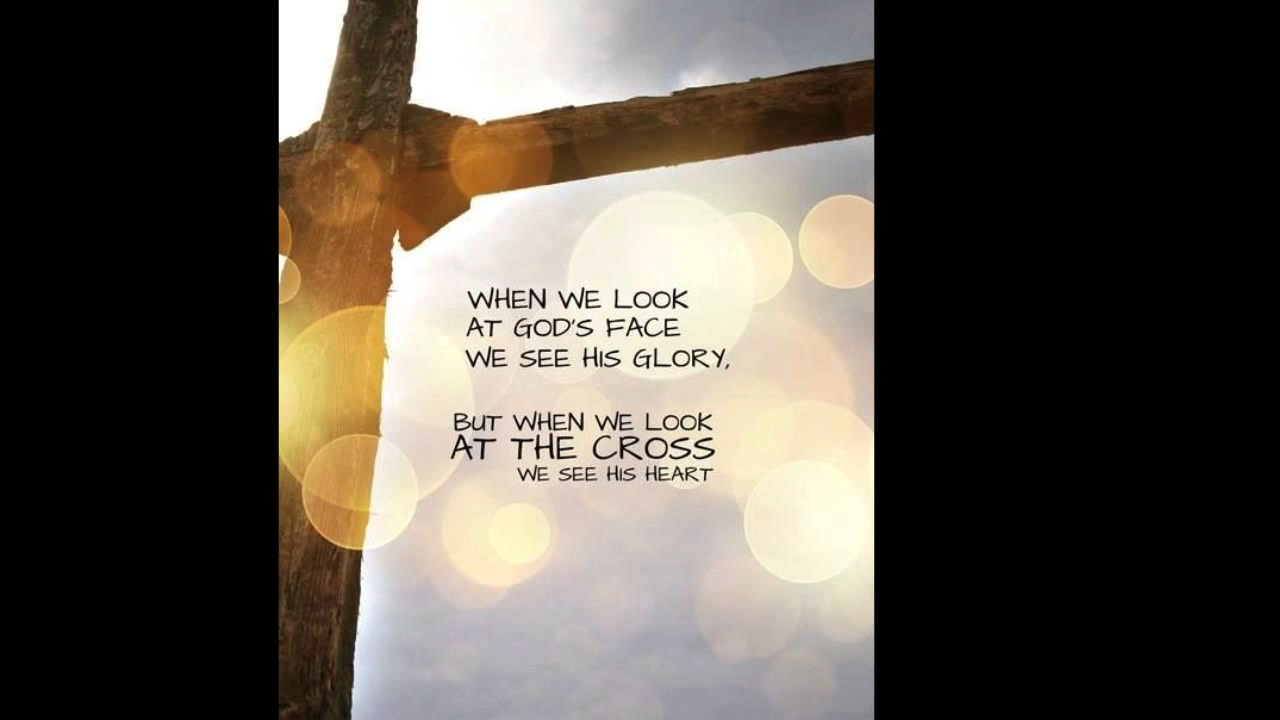 WHEN WE LOOK
AT GOD'S FACE
WE SEE HIS GLORY,
BUT WHEN WE LOOK
AT THE CROSS
WE SEE HIS HEART